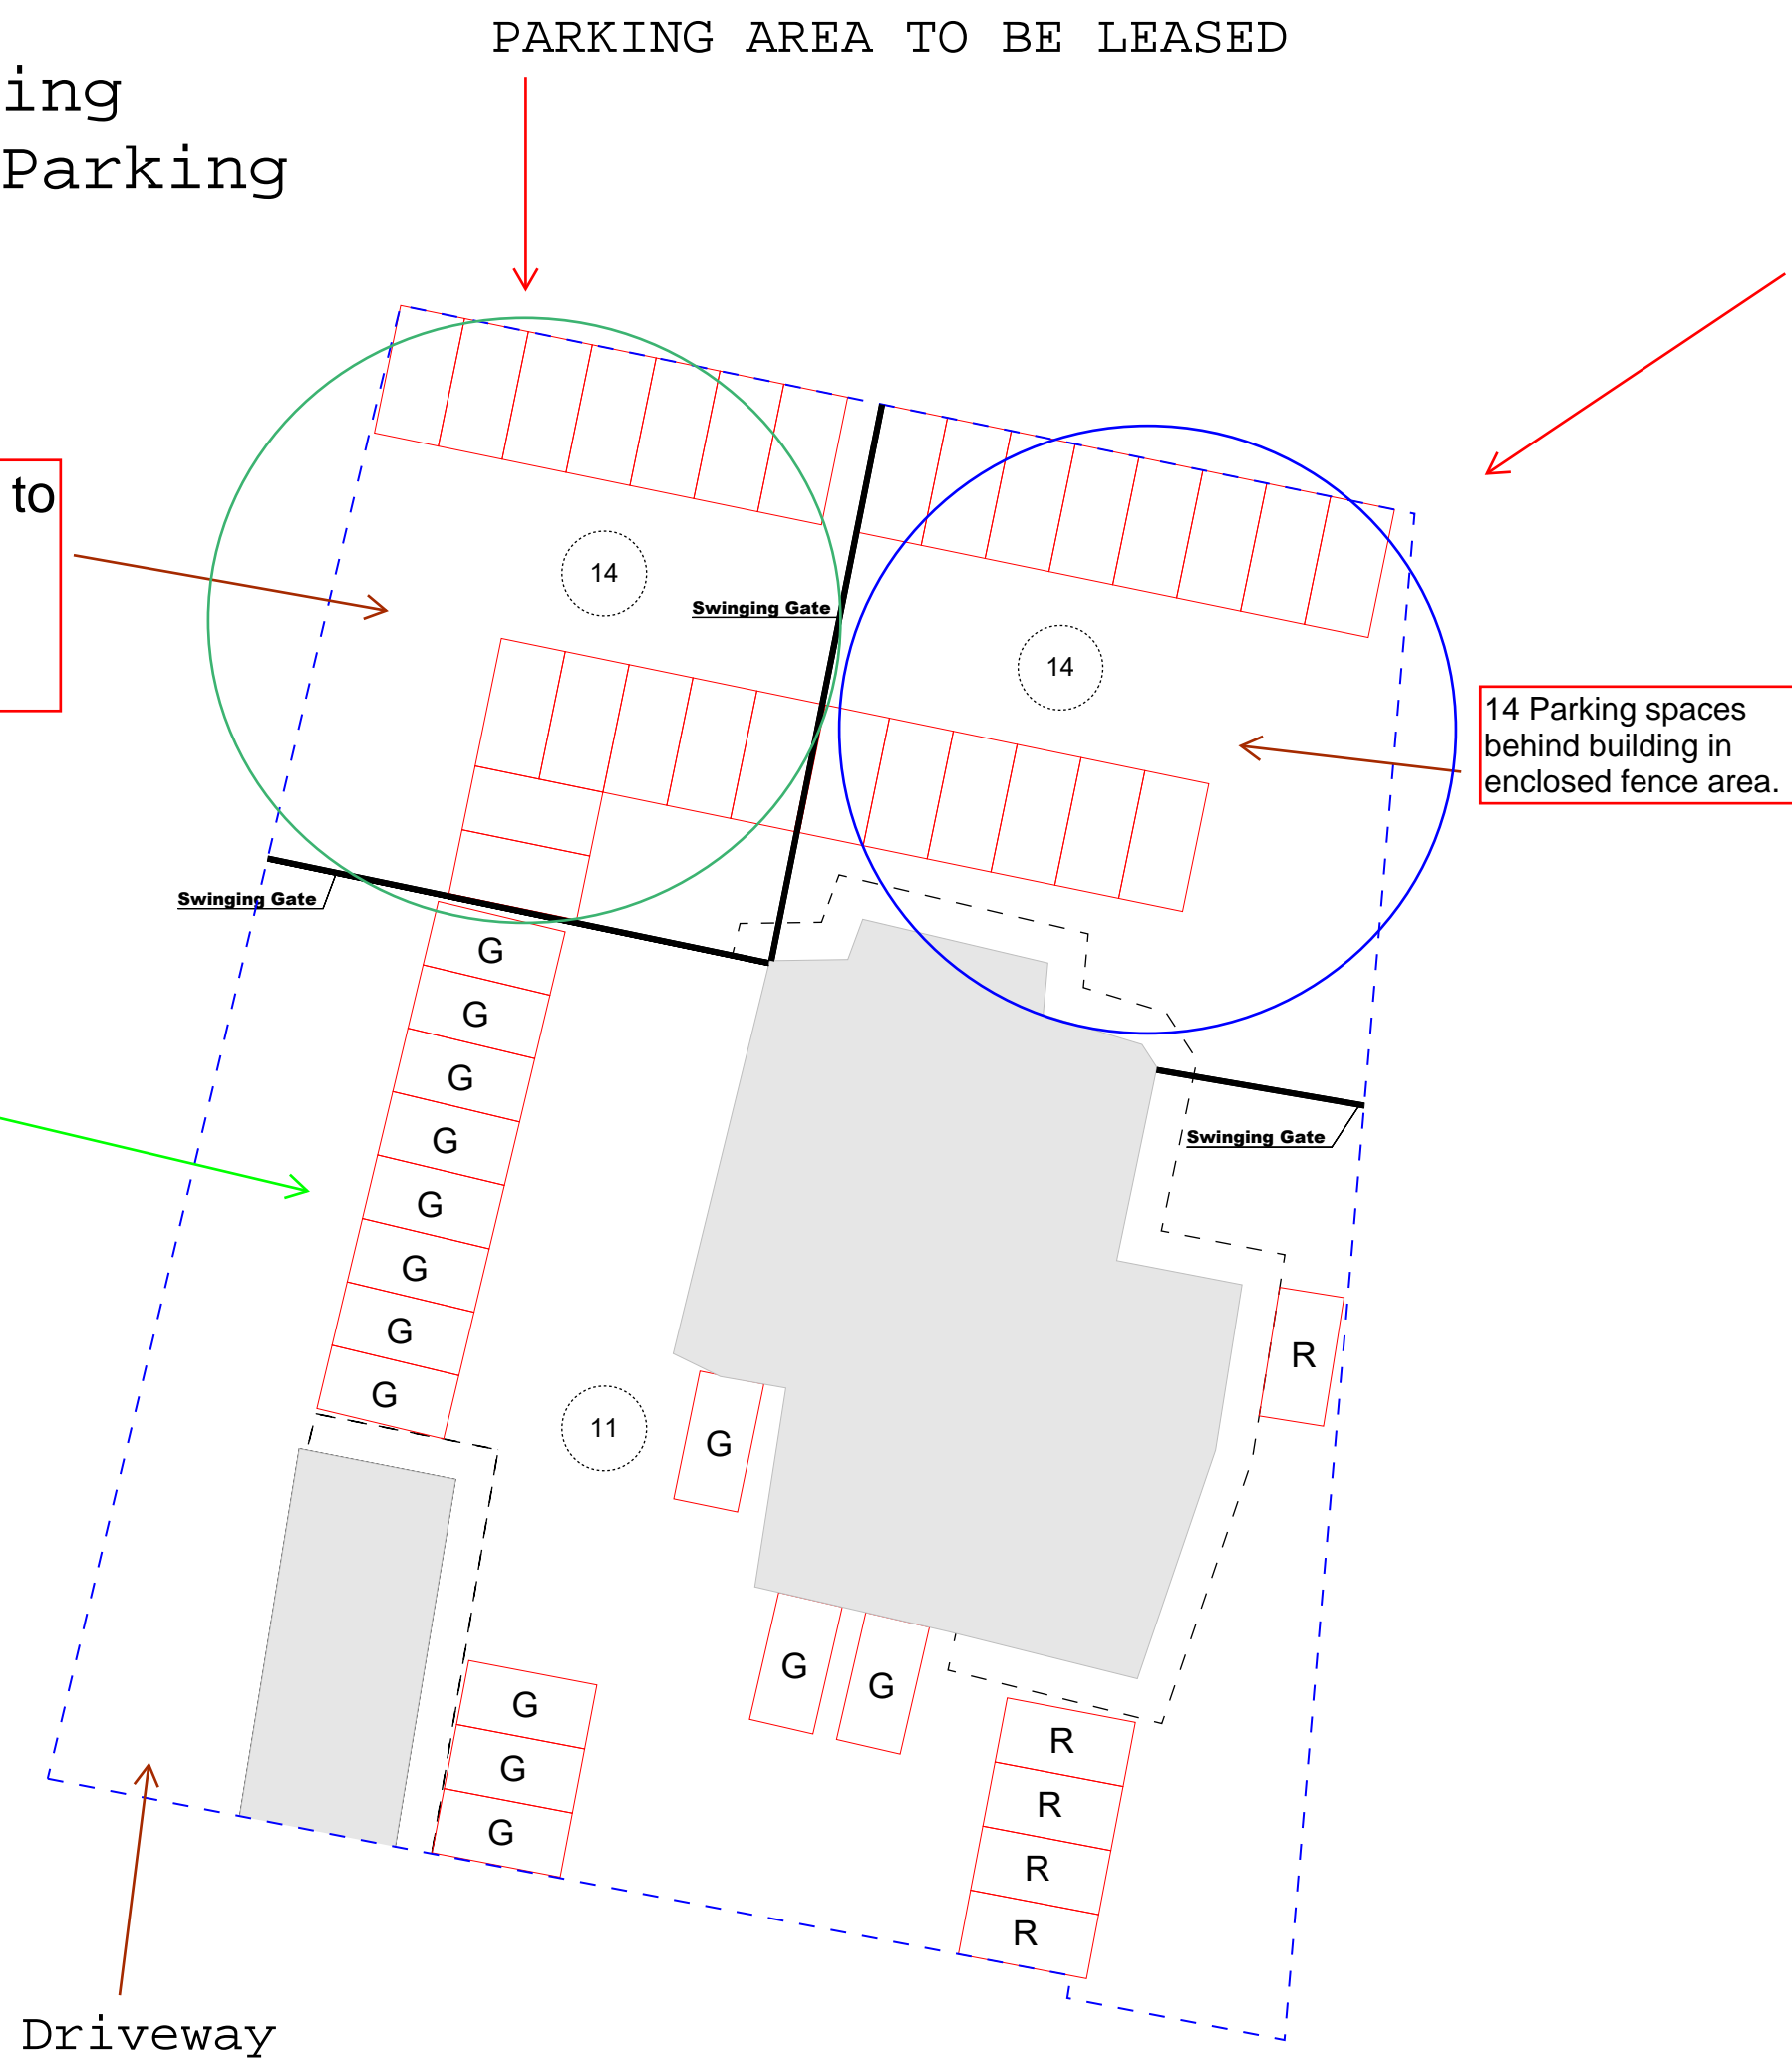 PARKING AREA TO BE LEASED
ing
Parking
to
14
Swinging Gate
14
14 Parking spaces
behind building in
enclosed fence area.
Swinging Gate
G
G
G
G
G
G
G
G
Swinging Gate
R
11
G
G
G
G
G
G
R
R
R
R
Driveway